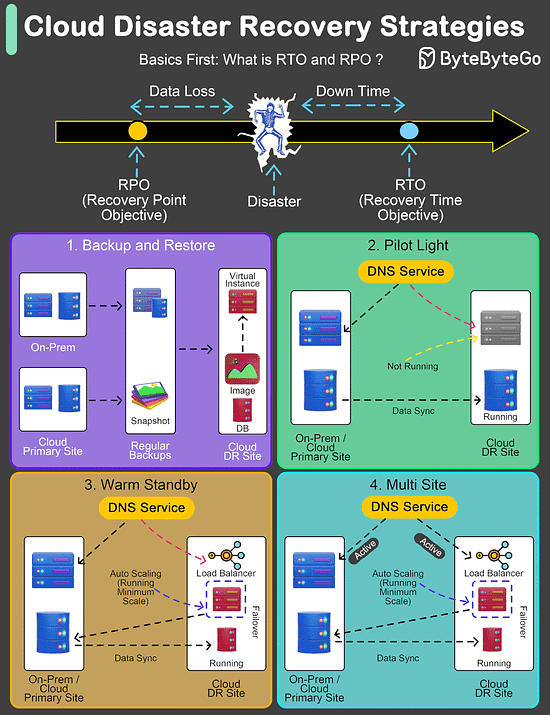 Cloud Disaster Recovery Strategies
Basics First: What is RTO and RPO ?
ByteByteGo
Data Loss
Down Time
RPO
(Recovery Point
Objective)
Disaster
RTO
(Recovery Time
Objective)
1. Backup and Restore
On-Prem
Cloud
Primary Site
Snapshot
Regular
Backups
Virtual
Instance
Image
DB
Cloud
DR Site
2. Pilot Light
DNS Service
Not Running
Data Sync
Running
On-Prem /
Cloud
Primary Site
Cloud
DR Site
3. Warm Standby
DNS Service
Load Balancer
Auto Scaling
(Running
Minimum
Scale)
Failover
Data Sync
Running
On-Prem /
Cloud
Primary Site
Cloud
DR Site
4. Multi Site
DNS Service
Active
Active
Load Balancer
Auto Scaling
(Running
Minimum
Scale)
Failover
Data Sync
Running
On-Prem /
Cloud
Primary Site
Cloud
DR Site